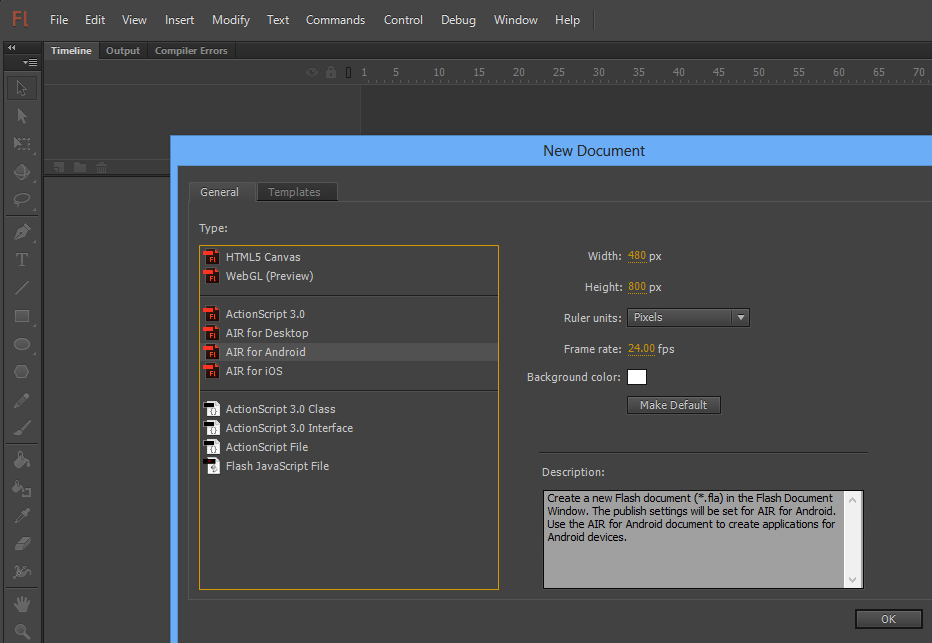 Fl File Edit View Insert Modify Text Commands Control Debug Window Help
Timeline Output Compiler Errors
1 5 10 15 20 25 30 35 40 45 50 55 60 65 70
New Document
General Templates
Type:
HTML5 Canvas
WebGL (Preview)
ActionScript 3.0
AIR for Desktop
AIR for Android
AIR for iOS
ActionScript 3.0 Class
ActionScript 3.0 Interface
ActionScript File
Flash JavaScript File
Width: 480 px
Height: 800 px
Ruler units: Pixels
Frame rate: 24.00 fps
Background color:
Make Default
Description:
Create a new Flash document (*.fla) in the Flash Document
Window. The publish settings will be set for AIR for Android.
Use the AIR for Android document to create applications for
Android devices.
OK